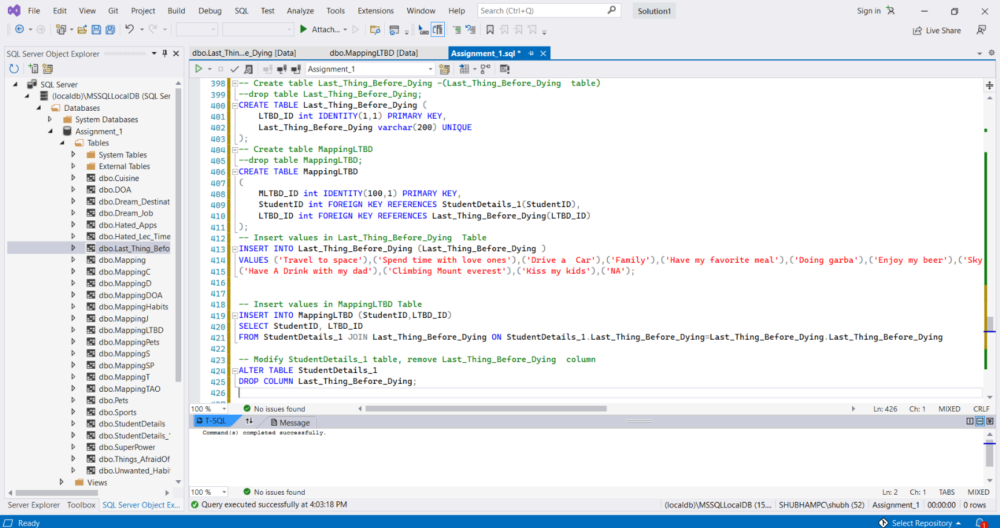 File Edit View Git Project Build Debug SQL Test Analyze Tools Extensions Window Help Search (Ctrl+Q) Solution1 Sign in
Attach... Live Share
SQL Server Object Explorer
dbo.Last_Thin...e_Dying [Data] dbo.MappingLTBD [Data] Assignment_1.sql *
Assignment_1
SQL Server
(localdb)\MSSQLLocalDB (SQL Ser
Databases
System Databases
Assignment_1
Tables
System Tables
External Tables
dbo.Cuisine
dbo.DOA
dbo.Dream_Destinat
dbo.Dream_Job
dbo.Hated_Apps
dbo.Hated_Lec_Time
dbo.Last_Thing_Befo
dbo.Mapping
dbo.MappingC
dbo.MappingD
dbo.MappingDOA
dbo.MappingHabits
dbo.MappingJ
dbo.MappingLTBD
dbo.MappingPets
dbo.MappingS
dbo.MappingSP
dbo.MappingT
dbo.MappingTAO
dbo.Pets
dbo.Sports
dbo.StudentDetails
dbo.StudentDetails_1
dbo.SuperPower
dbo.Things_AfraidOf
dbo.Unwanted_Habi
Views
Server Explorer Toolbox SQL Server Object Ex...
398 -- Create table Last_Thing_Before_Dying -(Last_Thing_Before_Dying table)
399 --drop table Last_Thing_Before_Dying;
400 CREATE TABLE Last_Thing_Before_Dying (
401 LTBD_ID int IDENTITY(1,1) PRIMARY KEY,
402 Last_Thing_Before_Dying varchar(200) UNIQUE
403 );
404 -- Create table MappingLTBD
405 --drop table MappingLTBD;
406 CREATE TABLE MappingLTBD
407 (
408 MLTBD_ID int IDENTITY(100,1) PRIMARY KEY,
409 StudentID int FOREIGN KEY REFERENCES StudentDetails_1(StudentID),
410 LTBD_ID int FOREIGN KEY REFERENCES Last_Thing_Before_Dying(LTBD_ID)
411 );
412 -- Insert values in Last_Thing_Before_Dying Table
413 INSERT INTO Last_Thing_Before_Dying (Last_Thing_Before_Dying )
414 VALUES ('Travel to space'),('Spend time with love ones'),('Drive a Car'),('Family'),('Have my favorite meal'),('Doing garba'),('Enjoy my beer'),('Sky
415 ('Have A Drink with my dad'),('Climbing Mount everest'),('Kiss my kids'),('NA');
416
417
418 -- Insert values in MappingLTBD Table
419 INSERT INTO MappingLTBD (StudentID,LTBD_ID)
420 SELECT StudentID, LTBD_ID
421 FROM StudentDetails_1 JOIN Last_Thing_Before_Dying ON StudentDetails_1.Last_Thing_Before_Dying=Last_Thing_Before_Dying.Last_Thing_Before_Dying
422
423 -- Modify StudentDetails_1 table, remove Last_Thing_Before_Dying column
424 ALTER TABLE StudentDetails_1
425 DROP COLUMN Last_Thing_Before_Dying;
426
100 % No issues found Ln: 426 Ch: 1 MIXED CRLF
T-SQL Message
Command(s) completed successfully.
100 % No issues found Ln: 2 Ch: 1 TABS MIXED
Query executed successfully at 4:03:18 PM (localdb)\MSSQLLocalDB (15.... SHUBHAMPC\shubh (52) Assignment_1 00:00:00 0 rows
Ready Select Repository 1